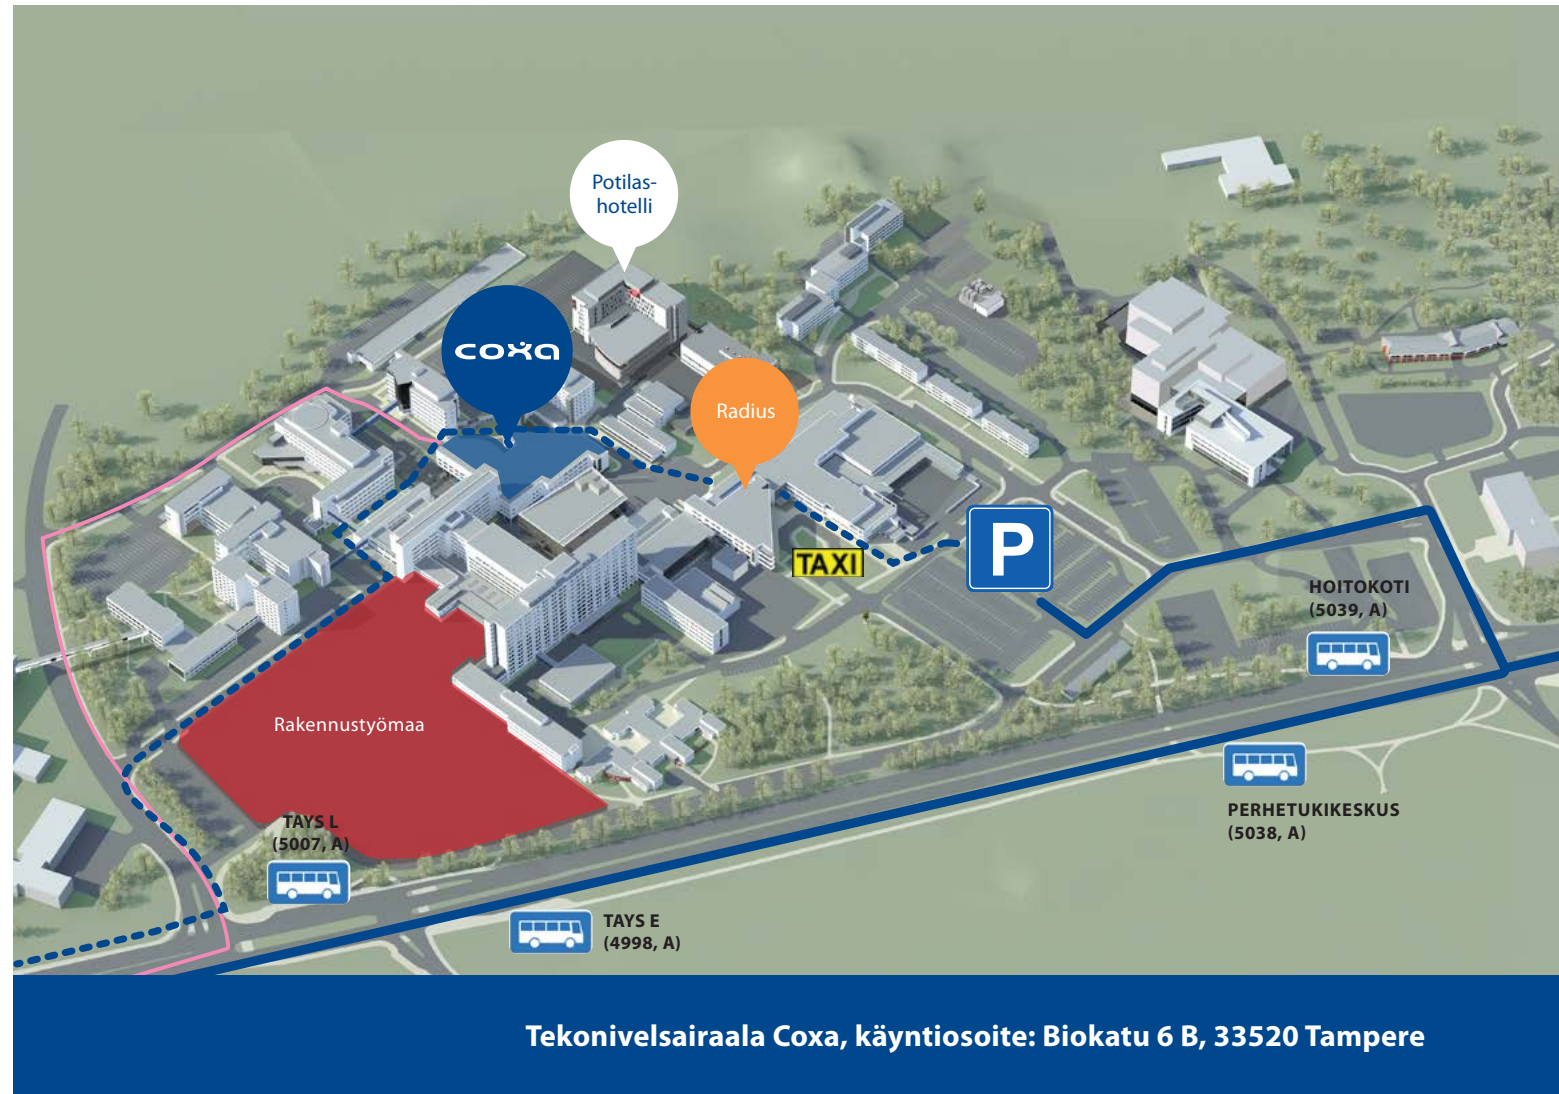 Potilas-
hotelli
coxa
Radius
TAXI
P
HOITOKOTI
(5039, A)
Rakennustyömaa
PERHETUKIKESKUS
(5038, A)
TAYS L
(5007, A)
TAYS E
(4998, A)
Tekonivelsairaala Coxa, käyntiosoite: Biokatu 6 B, 33520 Tampere